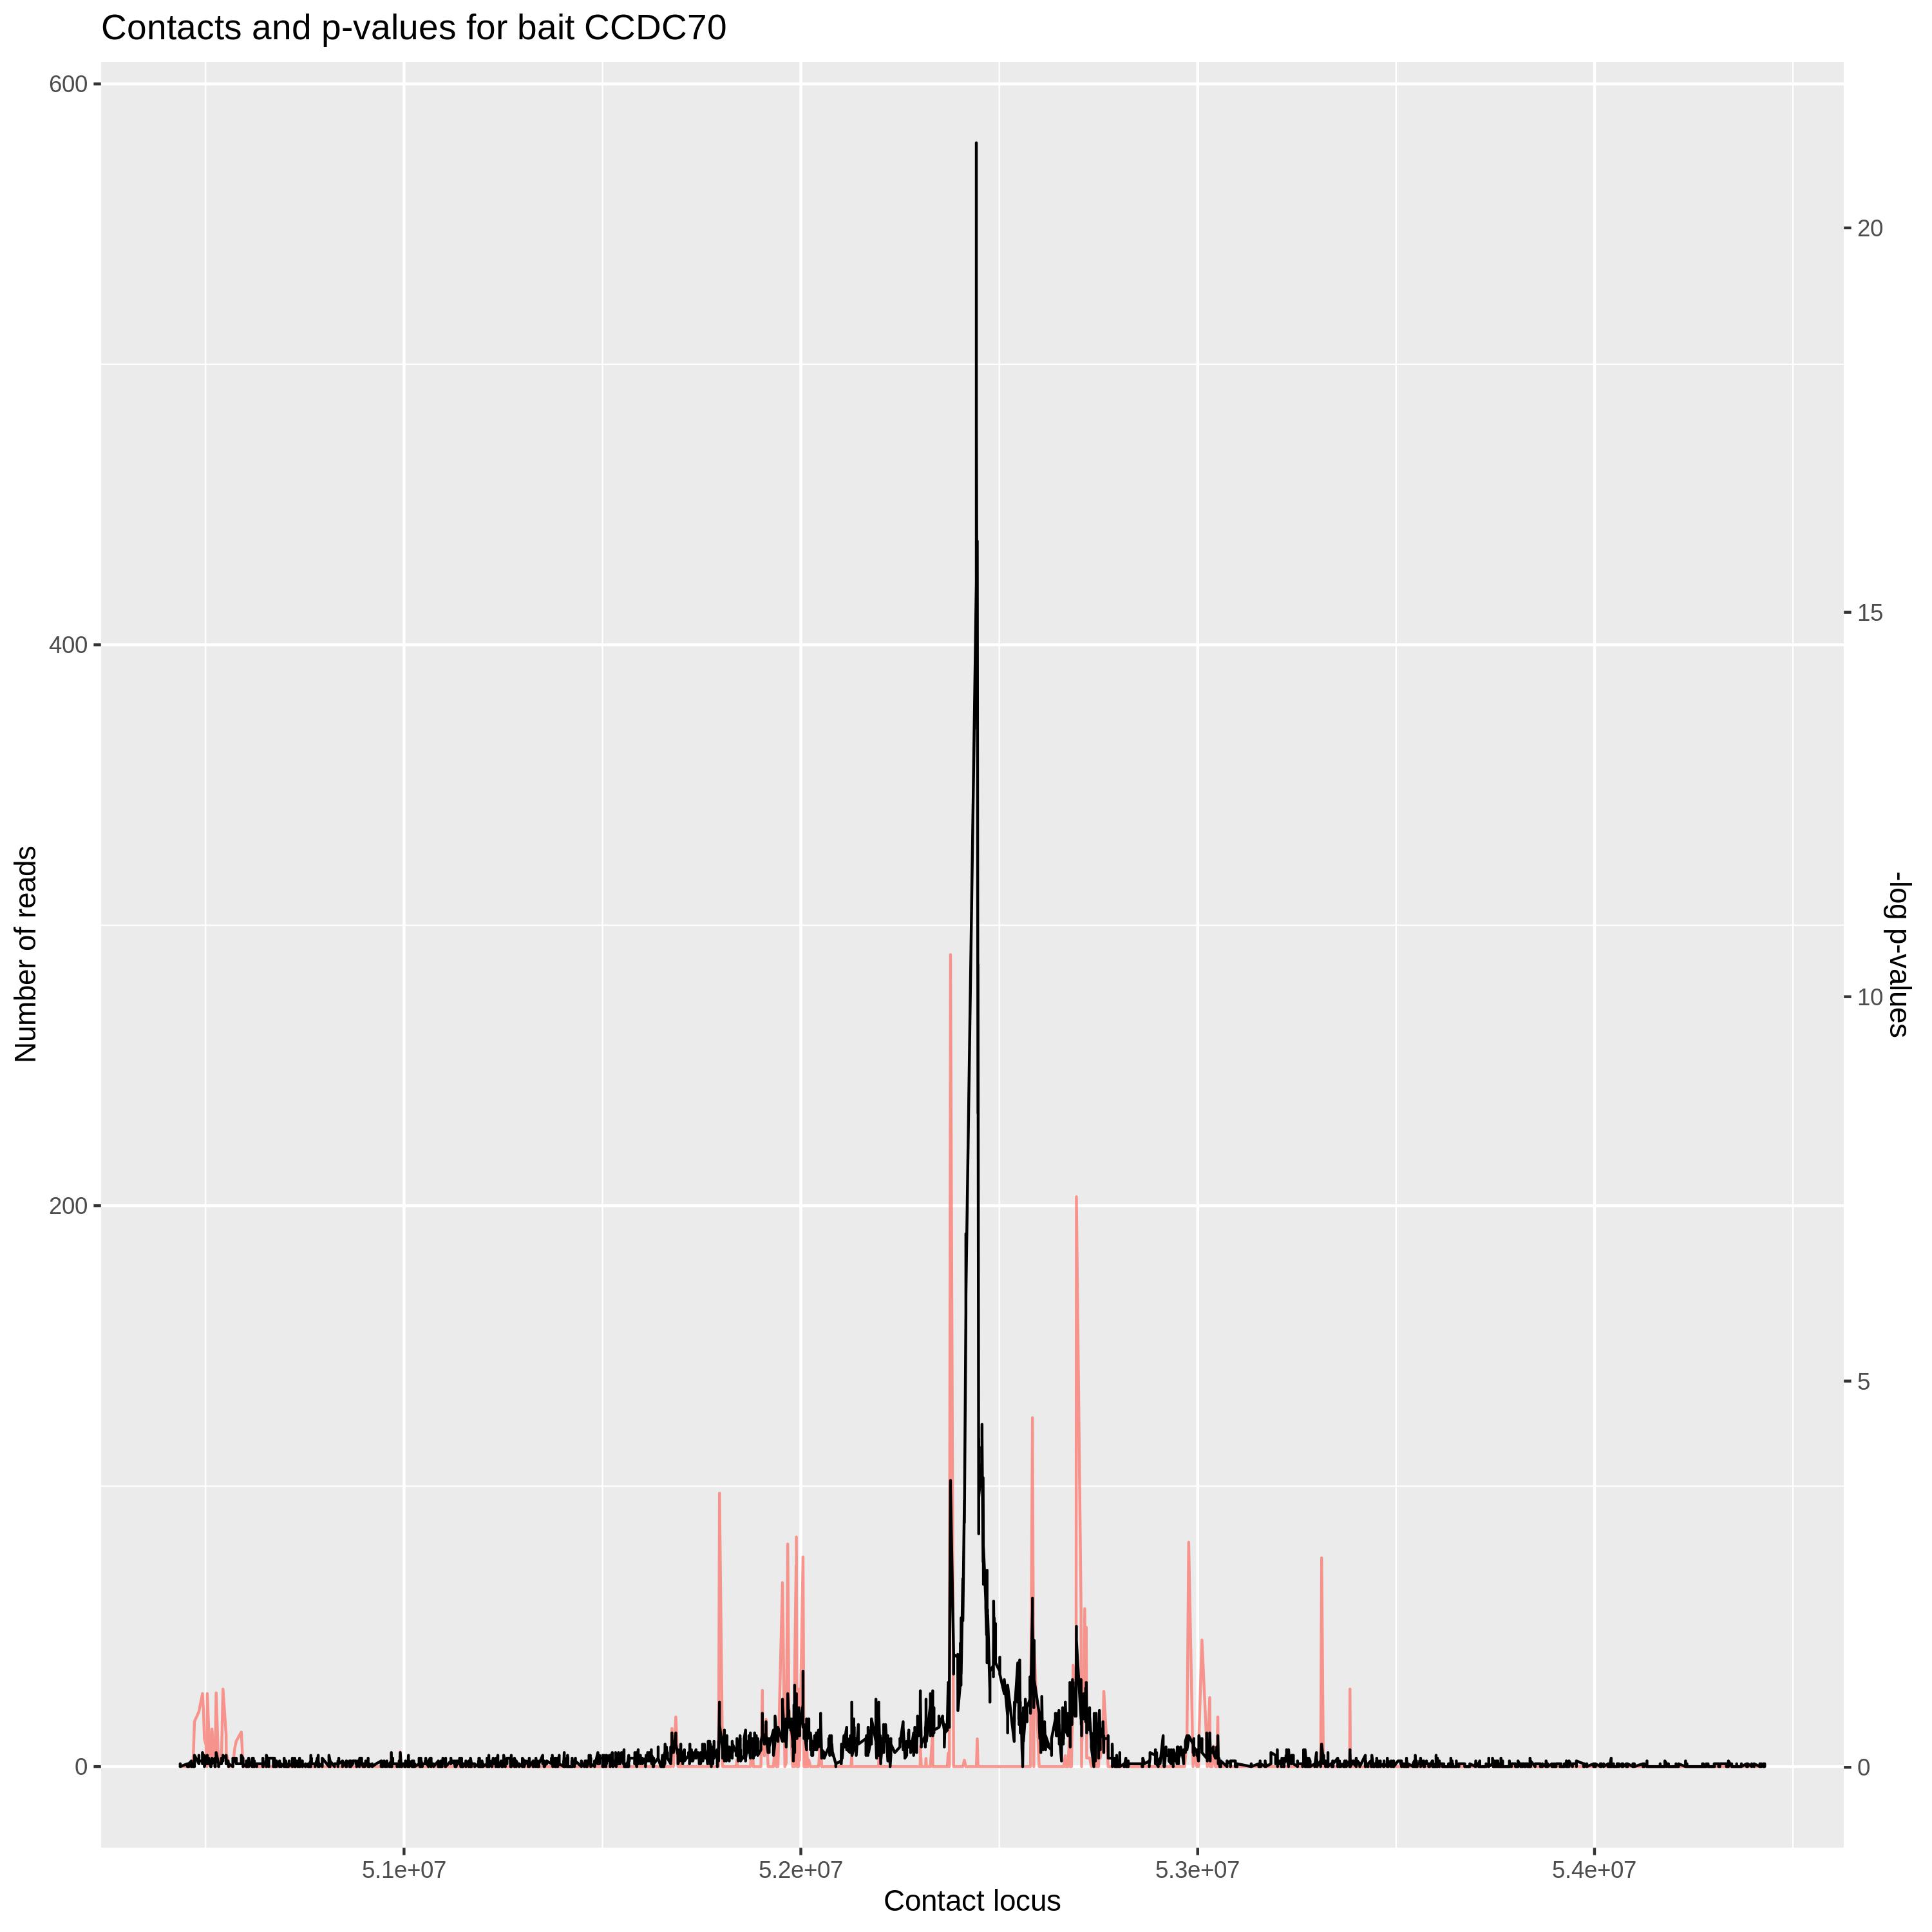 Contacts and p-values for bait CCDC70
600
400
200
0
Number of reads
20
15
10
5
0
-log p-values
5.1e+07
5.2e+07
5.3e+07
5.4e+07
Contact locus